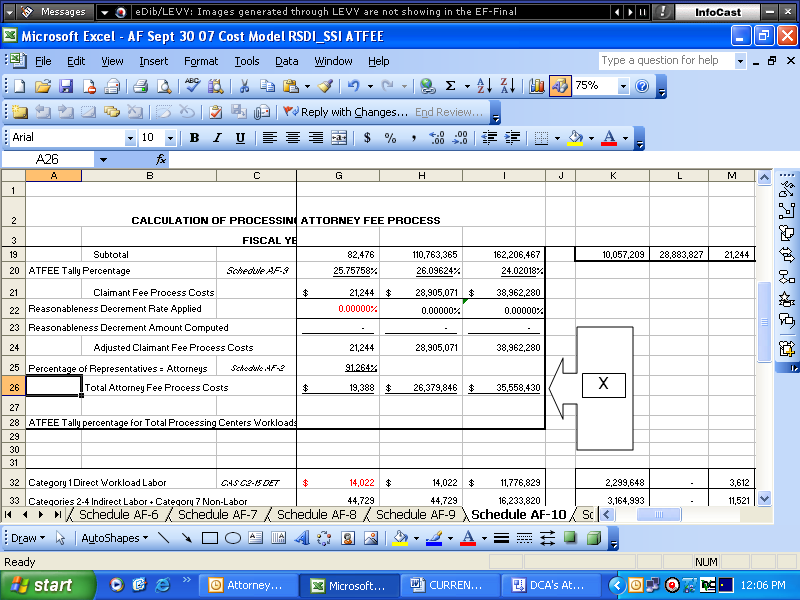 Messages eDib/LEVY: Images generated through LEVY are not showing in the EF-Final InfoCast
Microsoft Excel - AF Sept 30 07 Cost Model RSDI_SSI ATFEE
File Edit View Insert Format Tools Data Window Help Type a question for help
75%
Reply with Changes... End Review...
Arial 10 B I U $ % ,
A26 fx
A B C G H I J K L M
1
2 CALCULATION OF PROCESSING ATTORNEY FEE PROCESS
3 FISCAL YE
19 Subtotal 82,476 110,763,365 162,206,467 10,057,209 28,883,827 21,244
20 ATFEE Tally Percentage Schedule AF-9 25.75758% 26.09624% 24.02018%
21 Claimant Fee Process Costs $ 21,244 $ 28,905,071 $ 38,962,280
22 Reasonableness Decrement Rate Applied 0.00000% 0.00000% 0.00000%
23 Reasonableness Decrement Amount Computed - - -
24 Adjusted Claimant Fee Process Costs 21,244 28,905,071 38,962,280
25 Percentage of Representatives = Attorneys Schedule AF-2 91.264%
26 Total Attorney Fee Process Costs $ 19,388 $ 26,379,846 $ 35,558,430
X
27
28 ATFEE Tally percentage for Total Processing Centers Workloads
29
30
31
32 Category 1 Direct Workload Labor CAS C2-15 DET $ 14,022 $ 14,022 $ 11,776,829 2,299,648 - 3,612
33 Categories 2-4 Indirect Labor + Category 7 Non-Labor 44,729 44,729 16,233,820 3,164,993 - 11,521
Schedule AF-6 Schedule AF-7 Schedule AF-8 Schedule AF-9 Schedule AF-10 Sc
Draw AutoShapes
Ready NUM
start Attorney... Microsoft... CURREN... DCA's At... 12:06 PM